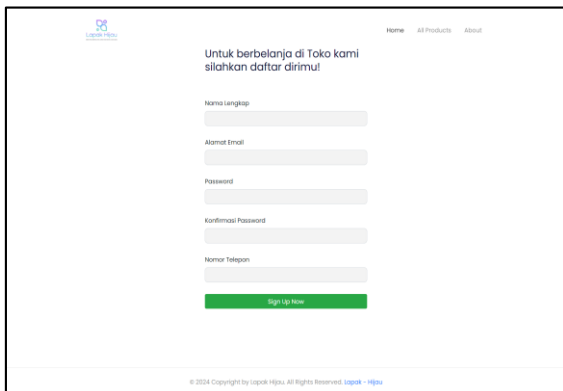 Lapak Hijau
Home All Products About
Untuk berbelanja di Toko kami
silahkan daftar dirimu!
Nama Lengkap
Alamat Email
Password
Konfirmasi Password
Nomor Telepon
Sign Up Now
© 2024 Copyright by Lapak Hijau. All Rights Reserved. Lapak - Hijau